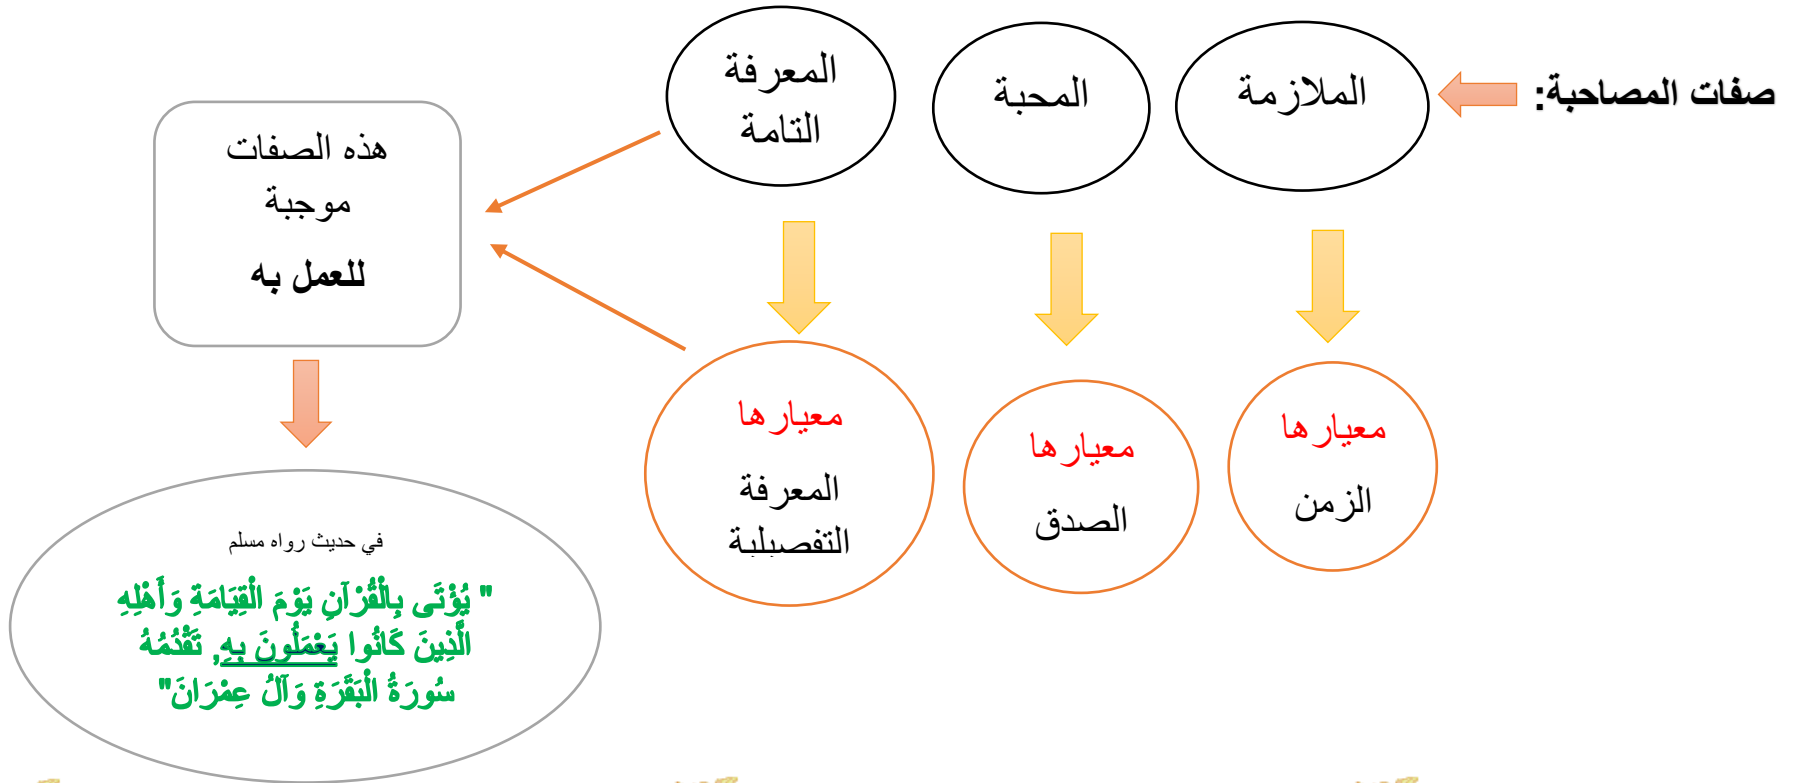 صفات المصاحبة:
الملازمة
المحبة
المعرفة
التامة
معيارها
الزمن
معيارها
الصدق
معيارها
المعرفة
التفصيلية
هذه الصفات
موجبة
للعمل به
في حديث رواه مسلم
" يُؤْتَى بِالْقُرْآنِ يَوْمَ الْقِيَامَةِ وَأَهْلِهِ
الَّذِينَ كَانُوا يَعْمَلُونَ بِهِ, تَقْدُمُهُ
سُورَةُ الْبَقَرَةِ وَآلُ عِمْرَانَ"